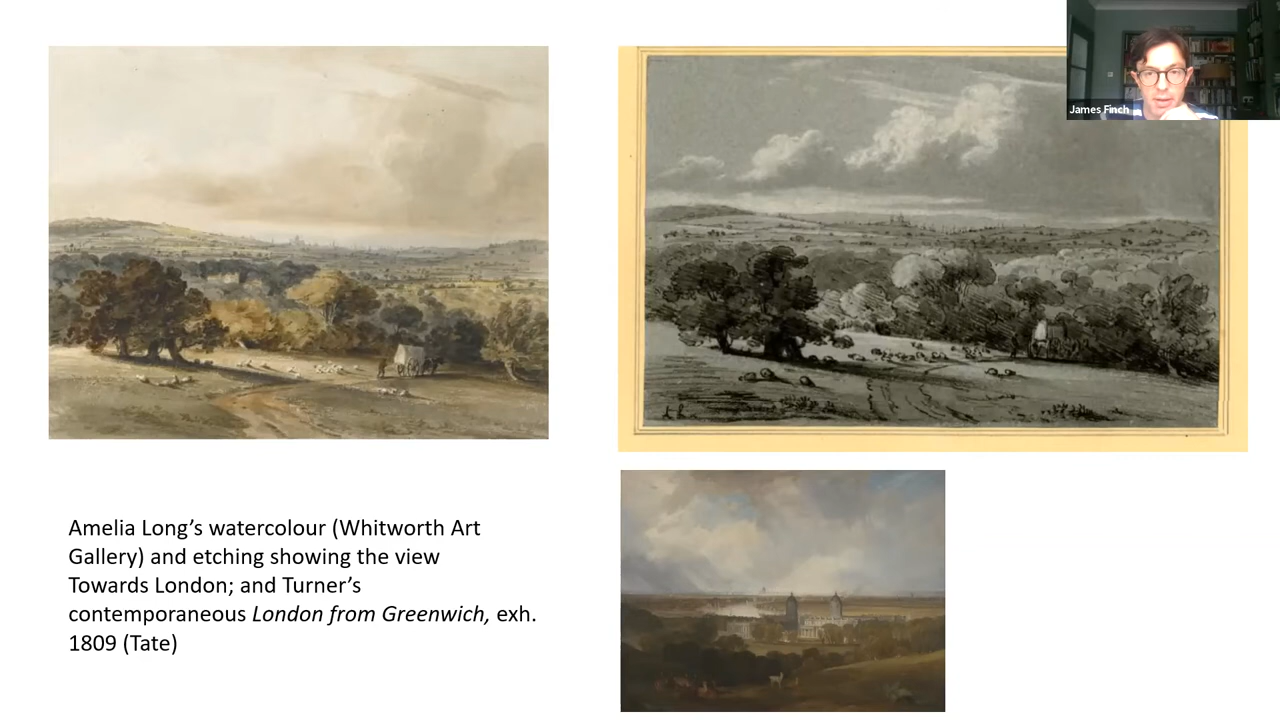 James Finch
Amelia Long’s watercolour (Whitworth Art
Gallery) and etching showing the view
Towards London; and Turner’s
contemporaneous London from Greenwich, exh.
1809 (Tate)